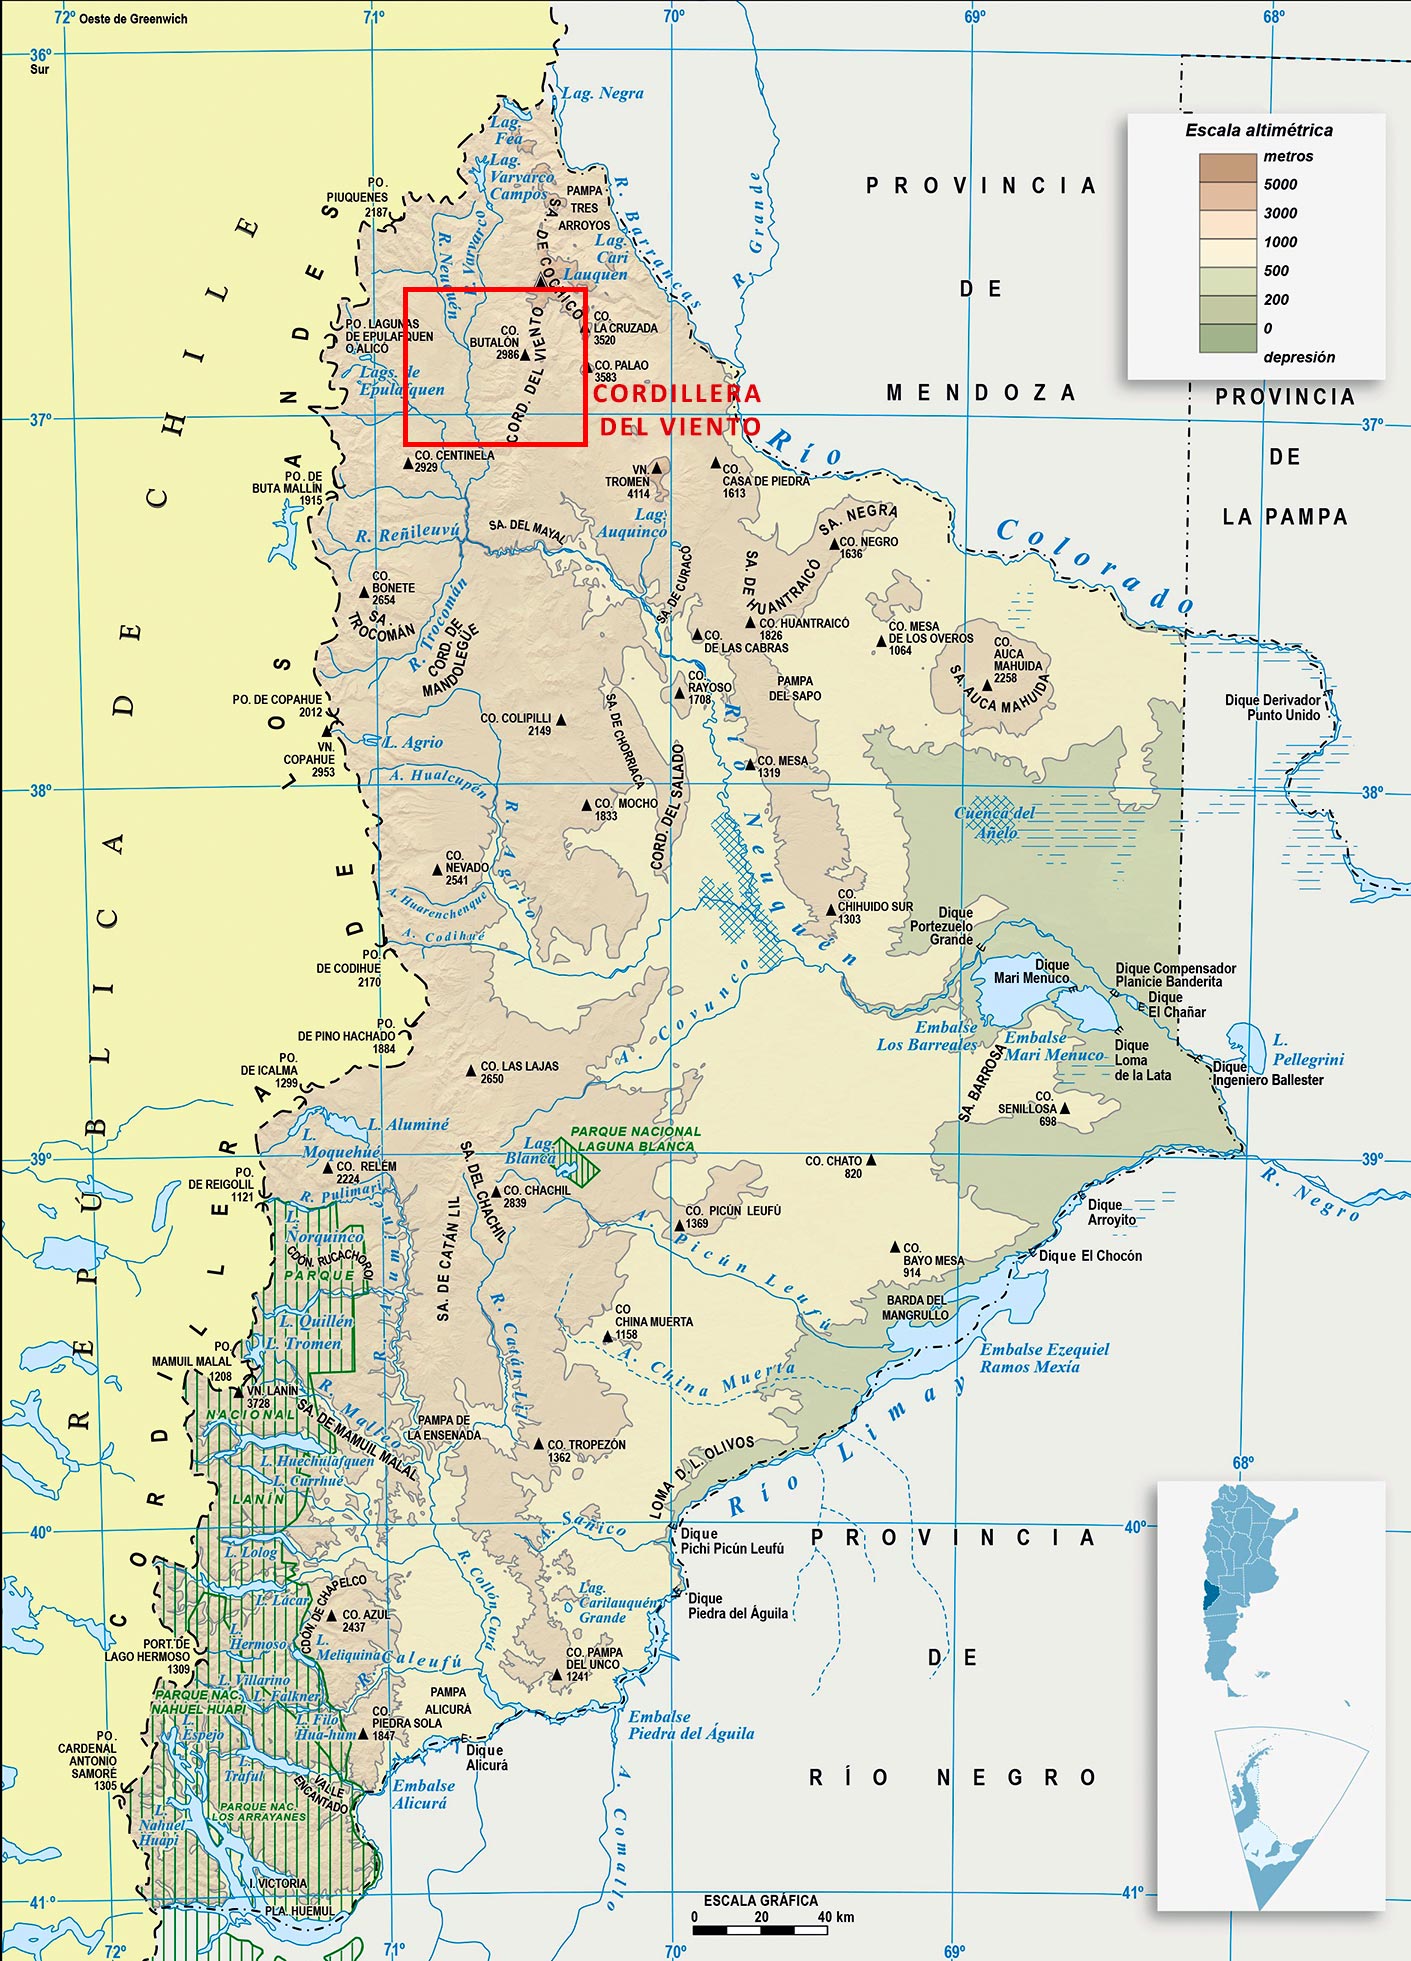 72°
Oeste de Greenwich
71°
70°
69°
68°
36°
Sur
Lag. Negra
Lag.
Fea
Lag.
Varvarco
Campos
PAMPA
TRES
ARROYOS
SA. DE COCHICÓ
R. Barrancas
R. Grande
PO.
PIUQUENES
2187
R. Neuquén
R. Varvarco
Lag.
Cari
Lauquen
PROVINCIA
DE
MENDOZA
Escala altimétrica
metros
5000
3000
1000
500
200
0
depresión
PROVINCIA
DE
LA PAMPA
PO. LAGUNAS
DE EPULAFQUEN
O ALICÓ
Lags. de
Epulafquen
CO.
BUTALÓN
2986
CORD. DEL VIENTO
CO.
LA CRUZADA
3520
CO. PALAO
3583
CORDILLERA
DEL VIENTO
37°
37°
CO. CENTINELA
2929
VN.
TROMEN
4114
CO.
CASA DE PIEDRA
1613
Río Colorado
PO. DE
BUTA MALLÍN
1915
Lag.
Auquinco
SA. NEGRA
CO. NEGRO
1636
R. Reñileuvú
SA. DEL MAYAL
SA. DE CURACÓ
SA. DE HUANTRAICÓ
CO.
BONETE
2654
SA.
TROCOMÁN
R. Trocomán
CORD. DE
MANDOLEGÜE
CO. HUANTRAICÓ
1826
CO.
DE LAS CABRAS
CO. MESA
DE LOS OVEROS
1064
CO.
AUCA
MAHUIDA
2258
SA. AUCA MAHUIDA
CO.
RAYOSO
1708
PAMPA
DEL SAPO
PO. DE COPAHUE
2012
VN.
COPAHUE
2953
L. Agrio
CO. COLIPILLI
2149
SA. DE CHORRIACA
Dique Derivador
Punto Unido
A. Hualcupén
CO. MESA
1319
38°
38°
CO. MOCHO
1833
CORD. DEL SALADO
Río Neuquén
Cuenca del
Añelo
R. Agrio
CO.
NEVADO
2541
A. Huarenchenque
A. Codihué
CO.
CHIHUIDO SUR
1303
Dique
Portezuelo
Grande
PO.
DE CODIHUE
2170
A. Covunco
Dique
Mari Menuco
Dique Compensador
Planicie Banderita
Dique
El Chañar
PO.
DE PINO HACHADO
1884
Embalse
Los Barreales
Embalse
Mari Menuco
Dique
Loma
de la Lata
L.
Pellegrini
Dique
Ingeniero Ballester
PO.
DE ICALMA
1299
CO. LAS LAJAS
2650
SA. BARROSA
CO.
SENILLOSA
698
L. Aluminé
L.
Moquehue
CO. RELEM
2224
PARQUE NACIONAL
LAGUNA BLANCA
Lag.
Blanca
39°
39°
CO. CHATO
820
PO.
DE REIGOLIL
1121
R. Pulimari
SA. DEL CHACHIL
CO. CHACHIL
2839
SA. DE CATÁN LIL
CO. PICÚN LEUFÚ
1369
R. Negro
Dique
Arroyito
L.
Norquinco
CDÓN. RUCACHOROI
R. Aluminé
A. Picún Leufú
CO.
BAYO MESA
914
Dique El Chocón
PARQUE
NACIONAL
LANÍN
L. Quillén
L. Tromen
R. Catán Lil
CO
CHINA MUERTA
1158
BARDA DEL
MANGRULLO
A. China Muerta
Embalse Ezequiel
Ramos Mexía
PO.
MAMUIL MALAL
1208
VN. LANÍN
3728
R. Malleo
SA. DE MAMUIL MALAL
PAMPA DE
LA ENSENADA
CO. TROPEZÓN
1362
L. Huechulafquen
L. Currhué
LOMA D.L. OLIVOS
Río Limay
40°
40°
A. Sañico
Dique
Pichi Picún Leufú
PROVINCIA
DE
RÍO NEGRO
68°
L. Lolog
L. Lácar
R. Collón Curá
CDÓN. DE CHAPELCO
CO. AZUL
2437
Lag.
Carilauquén
Grande
Dique
Piedra del Águila
PORT. DE
LAGO HERMOSO
1309
L.
Hermoso
L.
Meliquina
R. Caleufú
CO. PAMPA
DEL UNCO
1241
L. Villarino
L. Falkner
PARQUE NAC.
NAHUEL HUAPI
L. Filo
Hua-hum
CO.
PIEDRA SOLA
1847
PAMPA
ALICURÁ
Embalse
Piedra del Águila
L.
Espejo
PO.
CARDENAL
ANTONIO
SAMORÉ
1305
Dique
Alicurá
L.
Traful
VALLE
ENCANTADO
Embalse
Alicurá
PARQUE NAC.
LOS ARRAYANES
A. Comallo
L.
Nahuel
Huapi
I. VICTORIA
PLA. HUEMUL
41°
41°
ESCALA GRÁFICA
0 20 40 km
72°
71°
70°
69°
REPÚBLICA DE CHILE
CORDILLERA DE LOS ANDES